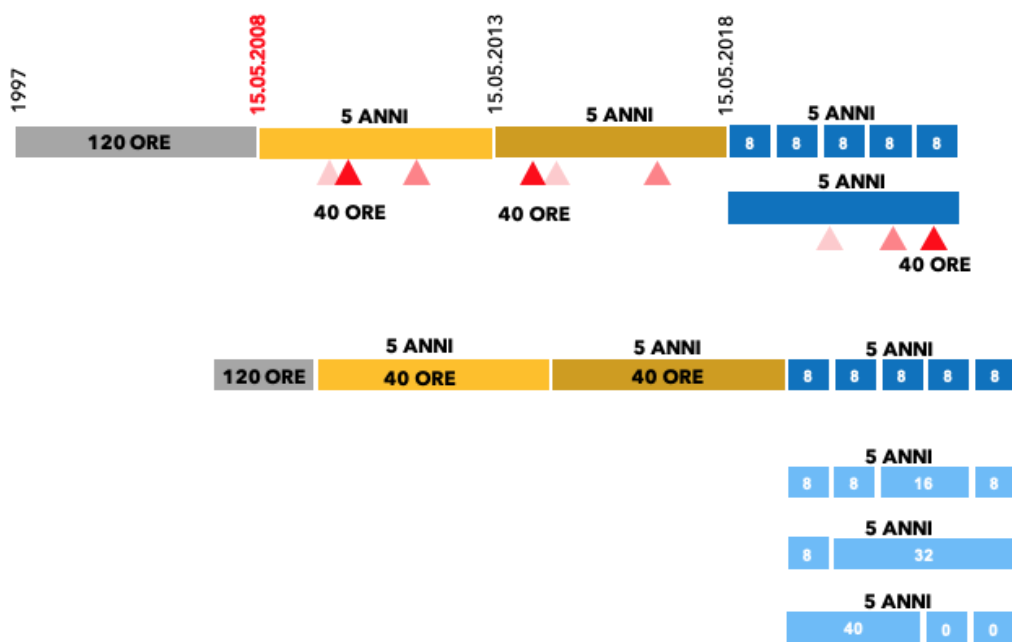 1997
15.05.2008
15.05.2013
15.05.2018
5 ANNI
5 ANNI
5 ANNI
120 ORE
8 8 8 8 8
5 ANNI
40 ORE
40 ORE
40 ORE
5 ANNI
5 ANNI
5 ANNI
120 ORE
40 ORE
40 ORE
8 8 8 8 8
5 ANNI
8 8 16 8
5 ANNI
8 32
5 ANNI
40 0 0